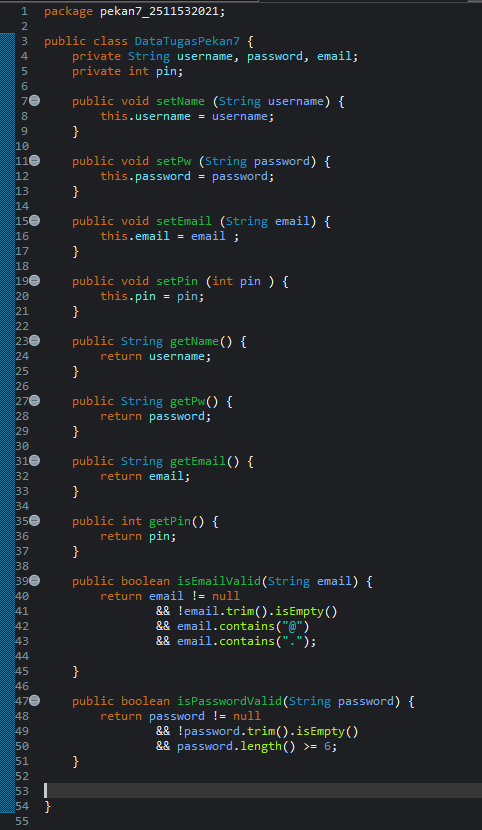 1 package pekan7_2511532021;
2
3 public class DataTugasPekan7 {
4     private String username, password, email;
5     private int pin;
6
7     public void setName (String username) {
8         this.username = username;
9     }
10
11     public void setPw (String password) {
12         this.password = password;
13     }
14
15     public void setEmail (String email) {
16         this.email = email ;
17     }
18
19     public void setPin (int pin ) {
20         this.pin = pin;
21     }
22
23     public String getName() {
24         return username;
25     }
26
27     public String getPw() {
28         return password;
29     }
30
31     public String getEmail() {
32         return email;
33     }
34
35     public int getPin() {
36         return pin;
37     }
38
39     public boolean isEmailValid(String email) {
40         return email != null
41                 && !email.trim().isEmpty()
42                 && email.contains("@")
43                 && email.contains(".");
44
45     }
46
47     public boolean isPasswordValid(String password) {
48         return password != null
49                 && !password.trim().isEmpty()
50                 && password.length() >= 6;
51     }
52
53
54 }
55